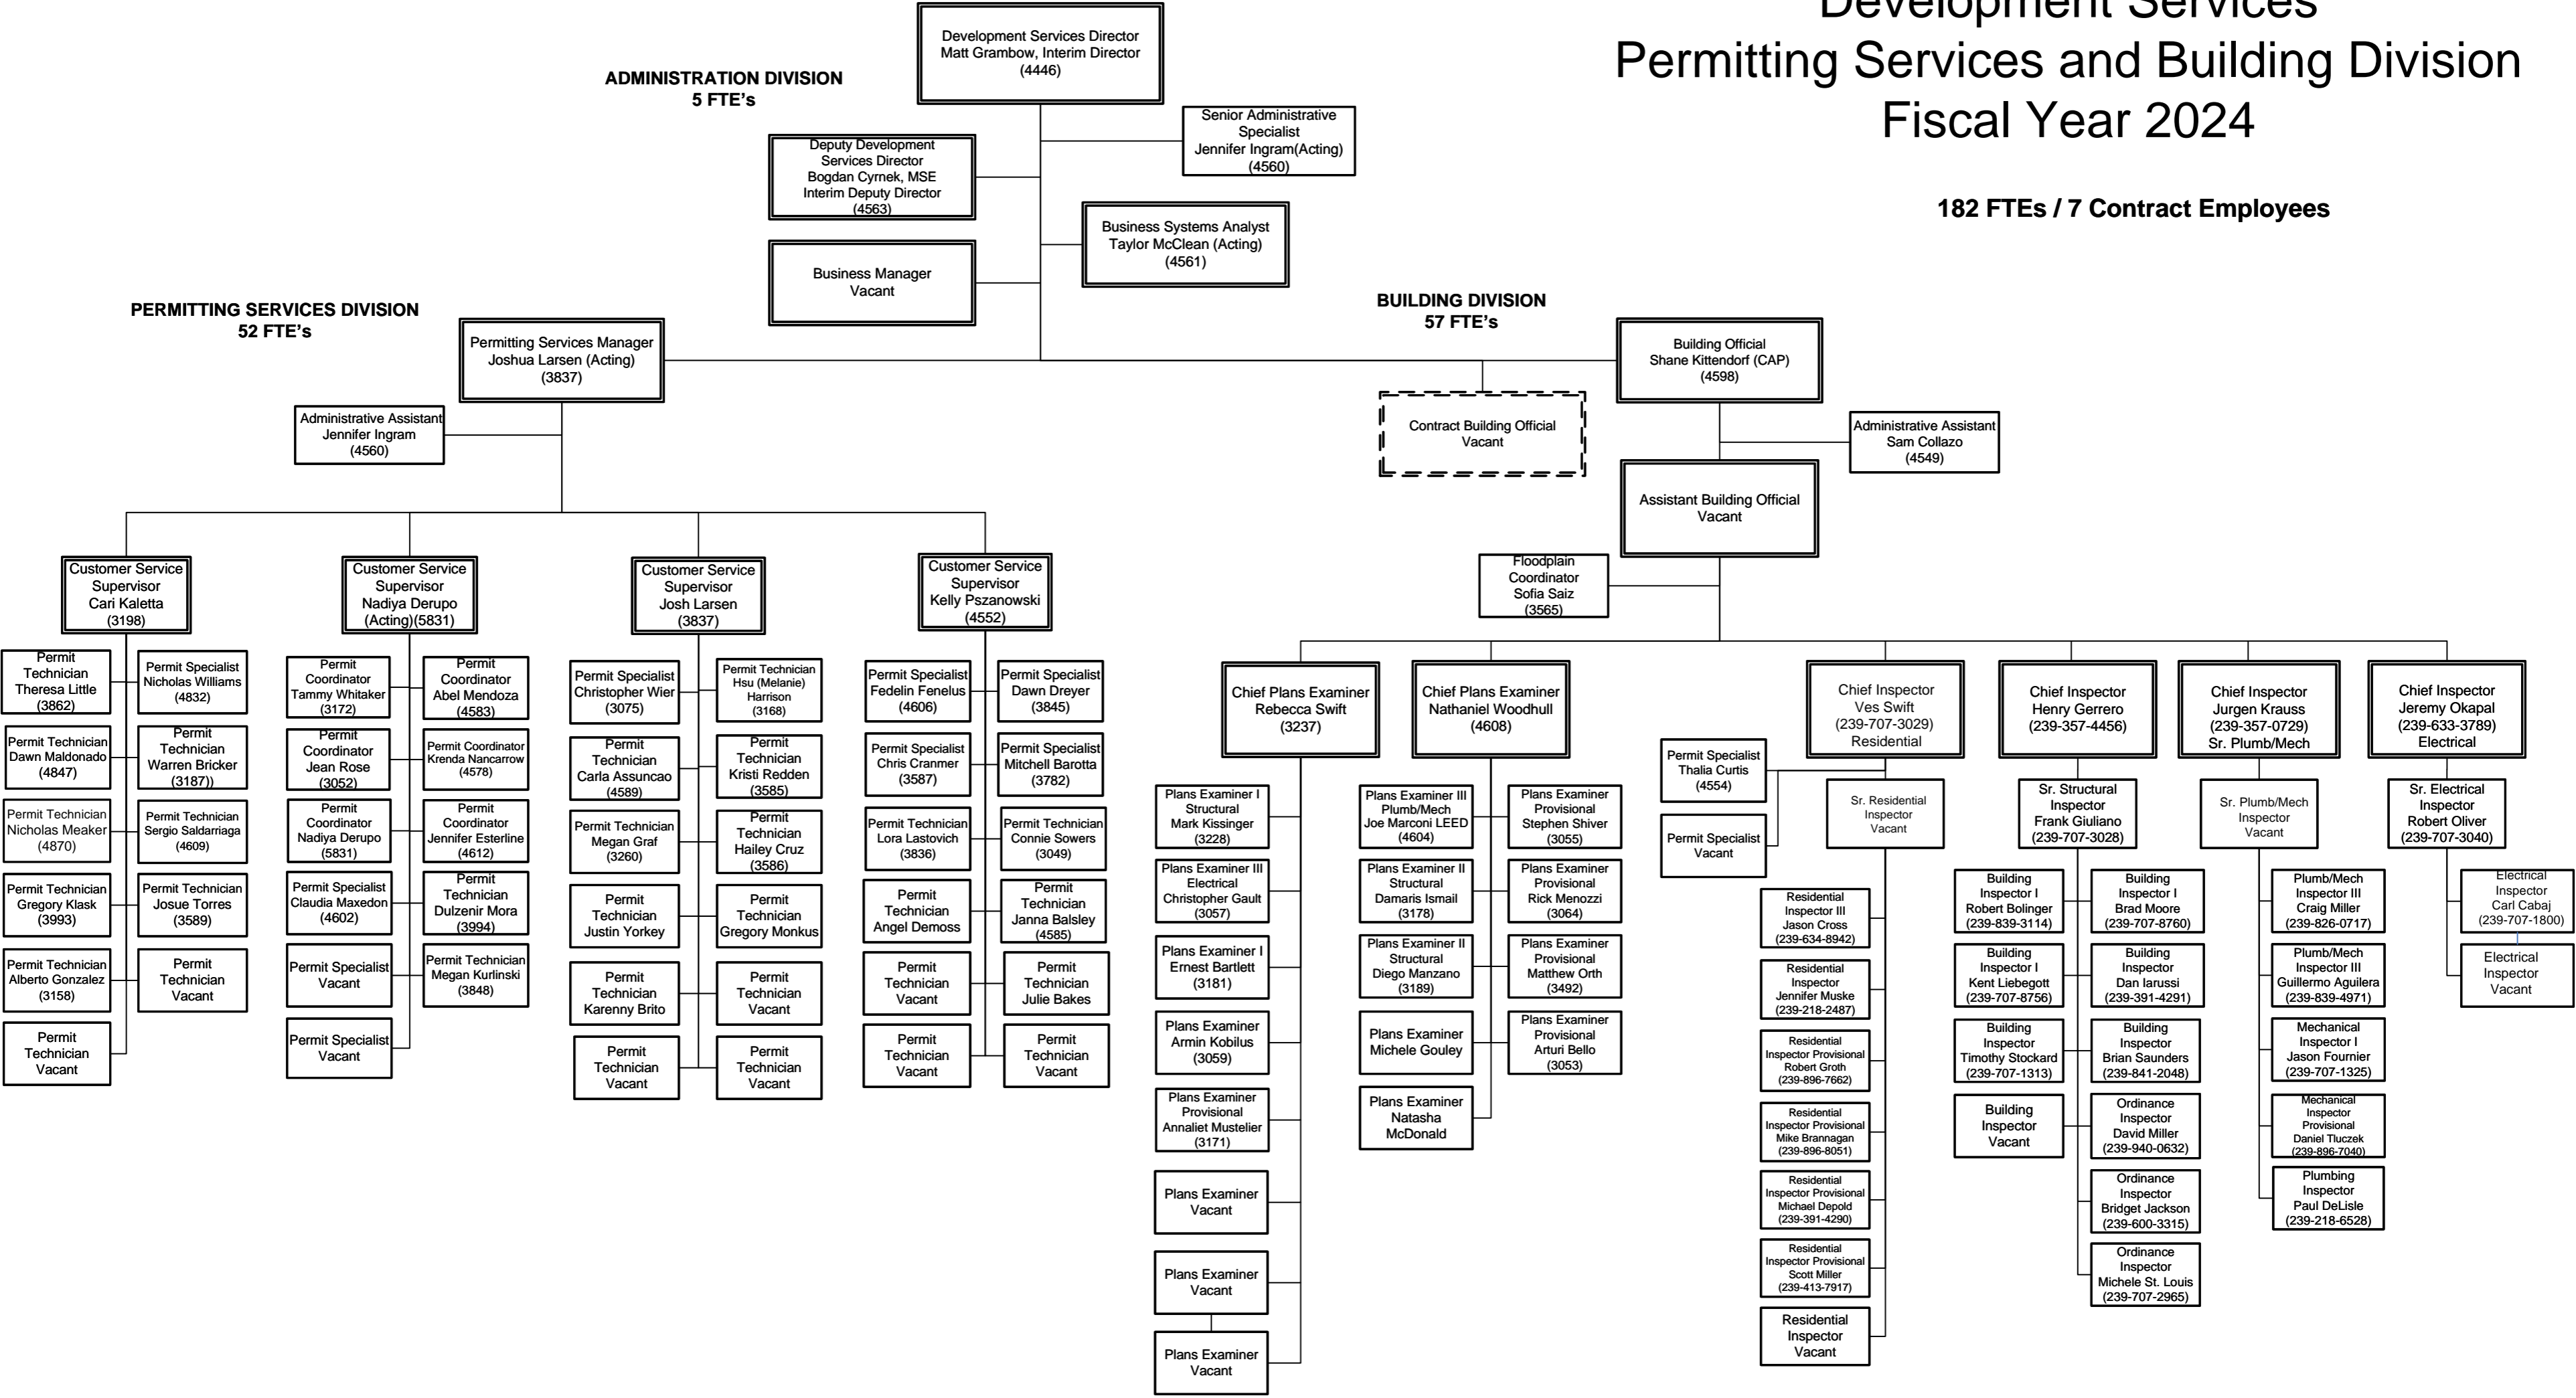 Development Services
Permitting Services and Building Division
Fiscal Year 2024
182 FTEs / 7 Contract Employees
Development Services Director
Matt Grambow, Interim Director
(4446)
ADMINISTRATION DIVISION
5 FTE’s
Senior Administrative
Specialist
Jennifer Ingram(Acting)
(4560)
Deputy Development
Services Director
Bogdan Cyrnek, MSE
Interim Deputy Director
(4563)
Business Systems Analyst
Taylor McClean (Acting)
(4561)
Business Manager
Vacant
PERMITTING SERVICES DIVISION
52 FTE’s
Permitting Services Manager
Joshua Larsen (Acting)
(3837)
Administrative Assistant
Jennifer Ingram
(4560)
BUILDING DIVISION
57 FTE’s
Building Official
Shane Kittendorf (CAP)
(4598)
Contract Building Official
Vacant
Administrative Assistant
Sam Collazo
(4549)
Assistant Building Official
Vacant
Floodplain
Coordinator
Sofia Saiz
(3565)
Customer Service
Supervisor
Cari Kaletta
(3198)
Permit
Technician
Theresa Little
(3862)
Permit Specialist
Nicholas Williams
(4832)
Permit Technician
Dawn Maldonado
(4847)
Permit
Technician
Warren Bricker
(3187))
Permit Technician
Nicholas Meaker
(4870)
Permit Technician
Sergio Saldarriaga
(4609)
Permit Technician
Gregory Klask
(3993)
Permit Technician
Josue Torres
(3589)
Permit Technician
Alberto Gonzalez
(3158)
Permit
Technician
Vacant
Permit
Technician
Vacant
Customer Service
Supervisor
Nadiya Derupo
(Acting)(5831)
Permit
Coordinator
Tammy Whitaker
(3172)
Permit
Coordinator
Abel Mendoza
(4583)
Permit
Coordinator
Jean Rose
(3052)
Permit Coordinator
Krenda Nancarrow
(4578)
Permit
Coordinator
Nadiya Derupo
(5831)
Permit
Coordinator
Jennifer Esterline
(4612)
Permit Specialist
Claudia Maxedon
(4602)
Permit
Technician
Dulzenir Mora
(3994)
Permit Specialist
Vacant
Permit Technician
Megan Kurlinski
(3848)
Permit Specialist
Vacant
Customer Service
Supervisor
Josh Larsen
(3837)
Permit Specialist
Christopher Wier
(3075)
Permit Technician
Hsu (Melanie)
Harrison
(3168)
Permit
Technician
Carla Assuncao
(4589)
Permit
Technician
Kristi Redden
(3585)
Permit Technician
Megan Graf
(3260)
Permit
Technician
Hailey Cruz
(3586)
Permit
Technician
Justin Yorkey
Permit
Technician
Gregory Monkus
Permit
Technician
Karenny Brito
Permit
Technician
Vacant
Permit
Technician
Vacant
Permit
Technician
Vacant
Customer Service
Supervisor
Kelly Pszanowski
(4552)
Permit Specialist
Fedelin Fenelus
(4606)
Permit Specialist
Dawn Dreyer
(3845)
Permit Specialist
Chris Cranmer
(3587)
Permit Specialist
Mitchell Barotta
(3782)
Permit Technician
Lora Lastovich
(3836)
Permit Technician
Connie Sowers
(3049)
Permit
Technician
Angel Demoss
Permit
Technician
Janna Balsley
(4585)
Permit
Technician
Vacant
Permit
Technician
Julie Bakes
Permit
Technician
Vacant
Permit
Technician
Vacant
Chief Plans Examiner
Rebecca Swift
(3237)
Plans Examiner I
Structural
Mark Kissinger
(3228)
Plans Examiner III
Electrical
Christopher Gault
(3057)
Plans Examiner I
Ernest Bartlett
(3181)
Plans Examiner
Armin Kobilus
(3059)
Plans Examiner
Provisional
Annaliet Mustelier
(3171)
Plans Examiner
Vacant
Plans Examiner
Vacant
Plans Examiner
Vacant
Chief Plans Examiner
Nathaniel Woodhull
(4608)
Plans Examiner III
Plumb/Mech
Joe Marconi LEED
(4604)
Plans Examiner
Provisional
Stephen Shiver
(3055)
Plans Examiner II
Structural
Damaris Ismail
(3178)
Plans Examiner
Provisional
Rick Menozzi
(3064)
Plans Examiner II
Structural
Diego Manzano
(3189)
Plans Examiner
Provisional
Matthew Orth
(3492)
Plans Examiner
Michele Gouley
Plans Examiner
Provisional
Arturi Bello
(3053)
Plans Examiner
Natasha
McDonald
Chief Inspector
Ves Swift
(239-707-3029)
Residential
Permit Specialist
Thalia Curtis
(4554)
Permit Specialist
Vacant
Sr. Residential
Inspector
Vacant
Residential
Inspector III
Jason Cross
(239-634-8942)
Residential
Inspector
Jennifer Muske
(239-218-2487)
Residential
Inspector Provisional
Robert Groth
(239-896-7662)
Residential
Inspector Provisional
Mike Brannagan
(239-896-8051)
Residential
Inspector Provisional
Michael Depold
(239-391-4290)
Residential
Inspector Provisional
Scott Miller
(239-413-7917)
Residential
Inspector
Vacant
Chief Inspector
Henry Gerrero
(239-357-4456)
Sr. Structural
Inspector
Frank Giuliano
(239-707-3028)
Building
Inspector I
Robert Bolinger
(239-839-3114)
Building
Inspector I
Brad Moore
(239-707-8760)
Building
Inspector I
Kent Liebegott
(239-707-8756)
Building
Inspector
Dan Iarussi
(239-391-4291)
Building
Inspector
Timothy Stockard
(239-707-1313)
Building
Inspector
Brian Saunders
(239-841-2048)
Building
Inspector
Vacant
Ordinance
Inspector
David Miller
(239-940-0632)
Ordinance
Inspector
Bridget Jackson
(239-600-3315)
Ordinance
Inspector
Michele St. Louis
(239-707-2965)
Chief Inspector
Jurgen Krauss
(239-357-0729)
Sr. Plumb/Mech
Sr. Plumb/Mech
Inspector
Vacant
Plumb/Mech
Inspector III
Craig Miller
(239-826-0717)
Plumb/Mech
Inspector III
Guillermo Aguilera
(239-839-4971)
Mechanical
Inspector I
Jason Fournier
(239-707-1325)
Mechanical
Inspector
Provisional
Daniel Tluczek
(239-896-7040)
Plumbing
Inspector
Paul DeLisle
(239-218-6528)
Chief Inspector
Jeremy Okapal
(239-633-3789)
Electrical
Sr. Electrical
Inspector
Robert Oliver
(239-707-3040)
Electrical
Inspector
Carl Cabaj
(239-707-1800)
Electrical
Inspector
Vacant